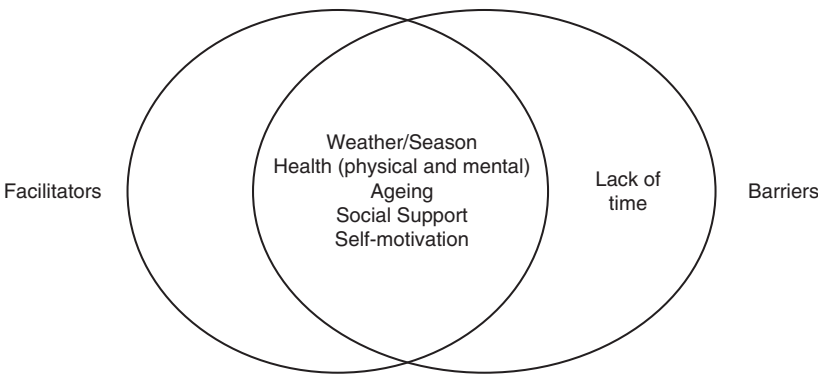 Facilitators
Weather/Season
Health (physical and mental)
Ageing
Social Support
Self-motivation
Lack of
time
Barriers